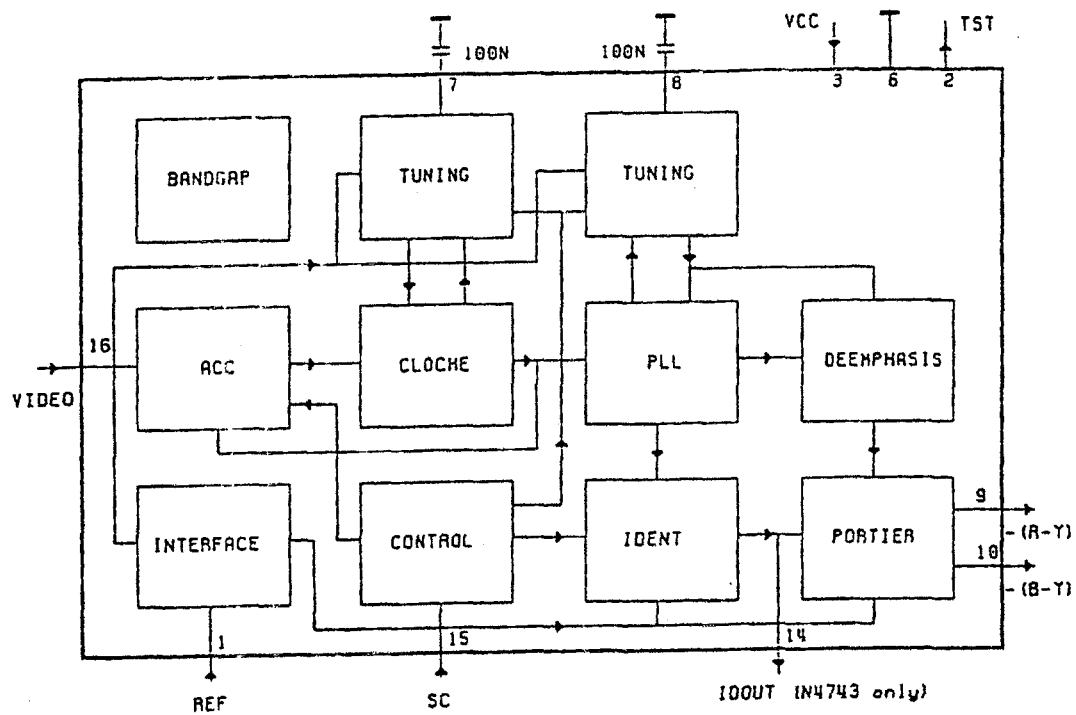 VCC
TST
100N
100N
7
8
3
6
2
BANDGAP
TUNING
TUNING
16
VIDEO
ACC
CLOCHE
PLL
DEEMPHASIS
INTERFACE
CONTROL
IDENT
PORTIER
9
-(R-Y)
10
-(B-Y)
1
15
14
REF
SC
IDOUT (N4743 only)